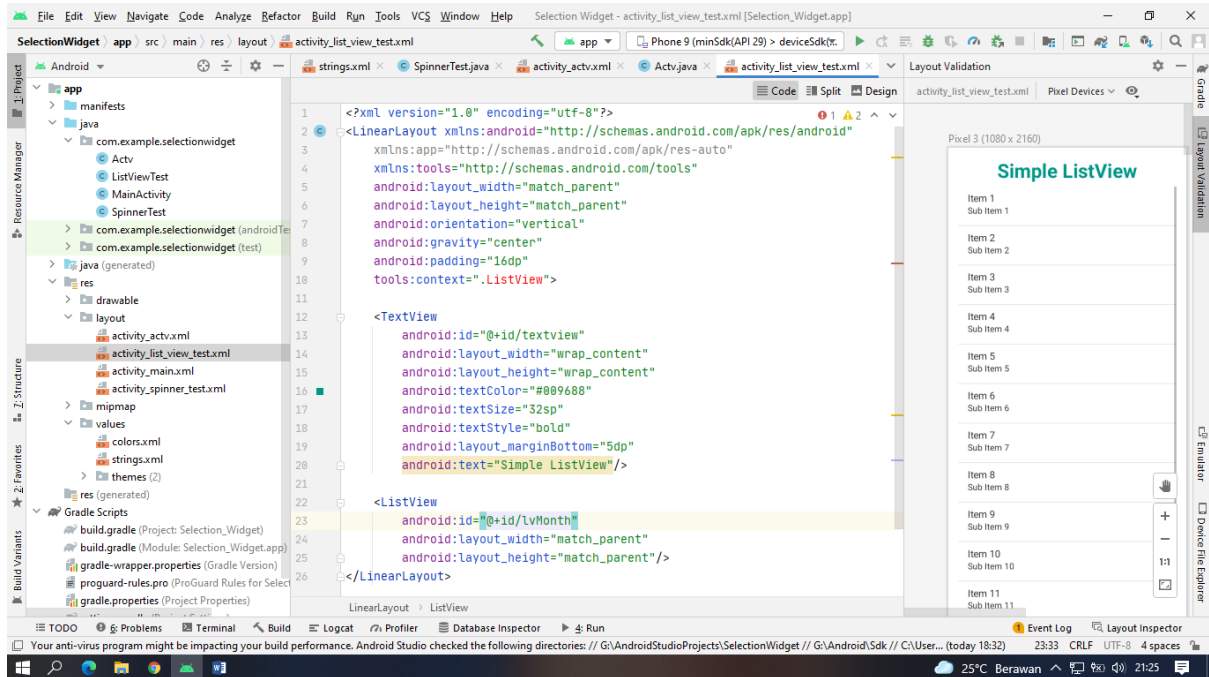 File Edit View Navigate Code Analyze Refactor Build Run Tools VCS Window Help Selection Widget - activity_list_view_test.xml [Selection_Widget.app]
SelectionWidget app src main res layout activity_list_view_test.xml app Phone 9 (minSdk(API 29) > deviceSdk(π.
Android strings.xml SpinnerTest.java activity_actv.xml Actv.java activity_list_view_test.xml Layout Validation
Code Split Design activity_list_view_test.xml Pixel Devices
1: Project
Resource Manager
7: Structure
2: Favorites
Build Variants
app
manifests
java
com.example.selectionwidget
Actv
ListViewTest
MainActivity
SpinnerTest
com.example.selectionwidget (androidTes
com.example.selectionwidget (test)
java (generated)
res
drawable
layout
activity_actv.xml
activity_list_view_test.xml
activity_main.xml
activity_spinner_test.xml
mipmap
values
colors.xml
strings.xml
themes (2)
res (generated)
Gradle Scripts
build.gradle (Project: Selection_Widget)
build.gradle (Module: Selection_Widget.app)
gradle-wrapper.properties (Gradle Version)
proguard-rules.pro (ProGuard Rules for Select
gradle.properties (Project Properties)
1 <?xml version="1.0" encoding="utf-8"?> 1 2
2 <LinearLayout xmlns:android="http://schemas.android.com/apk/res/android"
3 xmlns:app="http://schemas.android.com/apk/res-auto"
4 xmlns:tools="http://schemas.android.com/tools"
5 android:layout_width="match_parent"
6 android:layout_height="match_parent"
7 android:orientation="vertical"
8 android:gravity="center"
9 android:padding="16dp"
10 tools:context=".ListView">
11
12 <TextView
13 android:id="@+id/textview"
14 android:layout_width="wrap_content"
15 android:layout_height="wrap_content"
16 android:textColor="#009688"
17 android:textSize="32sp"
18 android:textStyle="bold"
19 android:layout_marginBottom="5dp"
20 android:text="Simple ListView"/>
21
22 <ListView
23 android:id="@+id/lvMonth"
24 android:layout_width="match_parent"
25 android:layout_height="match_parent"/>
26 </LinearLayout>
LinearLayout ListView
Pixel 3 (1080 x 2160)
Simple ListView
Item 1
Sub Item 1
Item 2
Sub Item 2
Item 3
Sub Item 3
Item 4
Sub Item 4
Item 5
Sub Item 5
Item 6
Sub Item 6
Item 7
Sub Item 7
Item 8
Sub Item 8
Item 9
Sub Item 9
Item 10
Sub Item 10
Item 11
Sub Item 11
1:1
Gradle
Layout Validation
Emulator
Device File Explorer
TODO 6: Problems Terminal Build Logcat Profiler Database Inspector 4: Run 1 Event Log Layout Inspector
Your anti-virus program might be impacting your build performance. Android Studio checked the following directories: // G:\AndroidStudioProjects\SelectionWidget // G:\Android\Sdk // C:\User... (today 18:32) 23:33 CRLF UTF-8 4 spaces
25°C Berawan 21:25